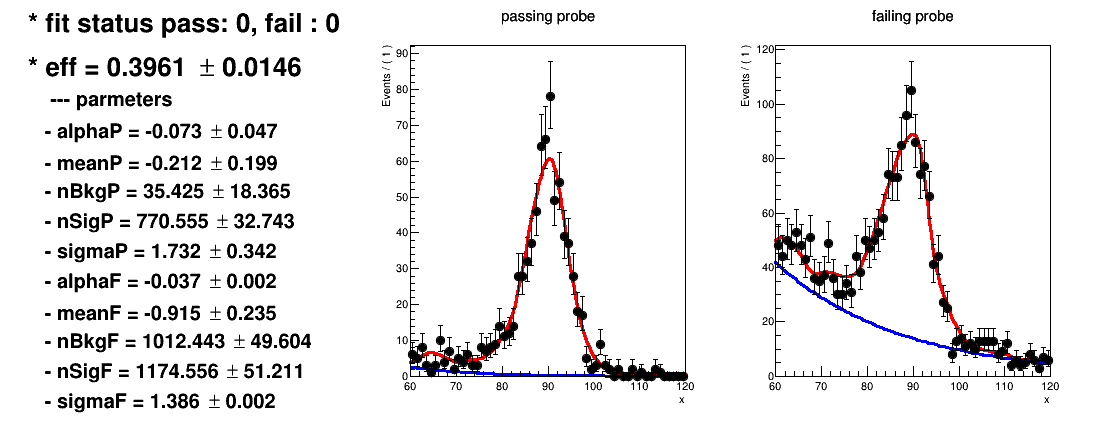 * fit status pass: 0, fail : 0
* eff = 0.3961 ± 0.0146
--- parmeters
- alphaP = -0.073 ± 0.047
- meanP = -0.212 ± 0.199
- nBkgP = 35.425 ± 18.365
- nSigP = 770.555 ± 32.743
- sigmaP = 1.732 ± 0.342
- alphaF = -0.037 ± 0.002
- meanF = -0.915 ± 0.235
- nBkgF = 1012.443 ± 49.604
- nSigF = 1174.556 ± 51.211
- sigmaF = 1.386 ± 0.002
passing probe
Events / ( 1 )
90
80
70
60
50
40
30
20
10
0
60 70 80 90 100 110 120
x
failing probe
Events / ( 1 )
120
100
80
60
40
20
0
60 70 80 90 100 110 120
x